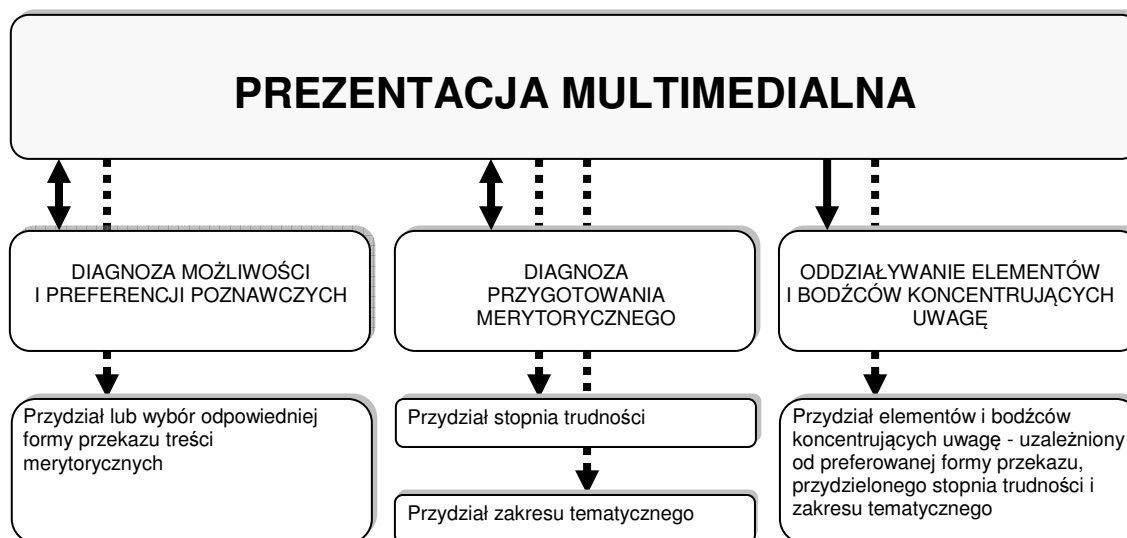 PREZENTACJA MULTIMEDIALNA
DIAGNOZA MOŻLIWOŚCI
I PREFERENCJI POZNAWCZYCH
DIAGNOZA
PRZYGOTOWANIA
MERYTORYCZNEGO
ODDZIAŁYWANIE ELEMENTÓW
I BODŹCÓW KONCENTRUJĄCYCH
UWAGĘ
Przydział lub wybór odpowiedniej
formy przekazu treści
merytorycznych
Przydział stopnia trudności
Przydział zakresu tematycznego
Przydział elementów i bodźców
koncentrujących uwagę - uzależniony
od preferowanej formy przekazu,
przydzielonego stopnia trudności i
zakresu tematycznego